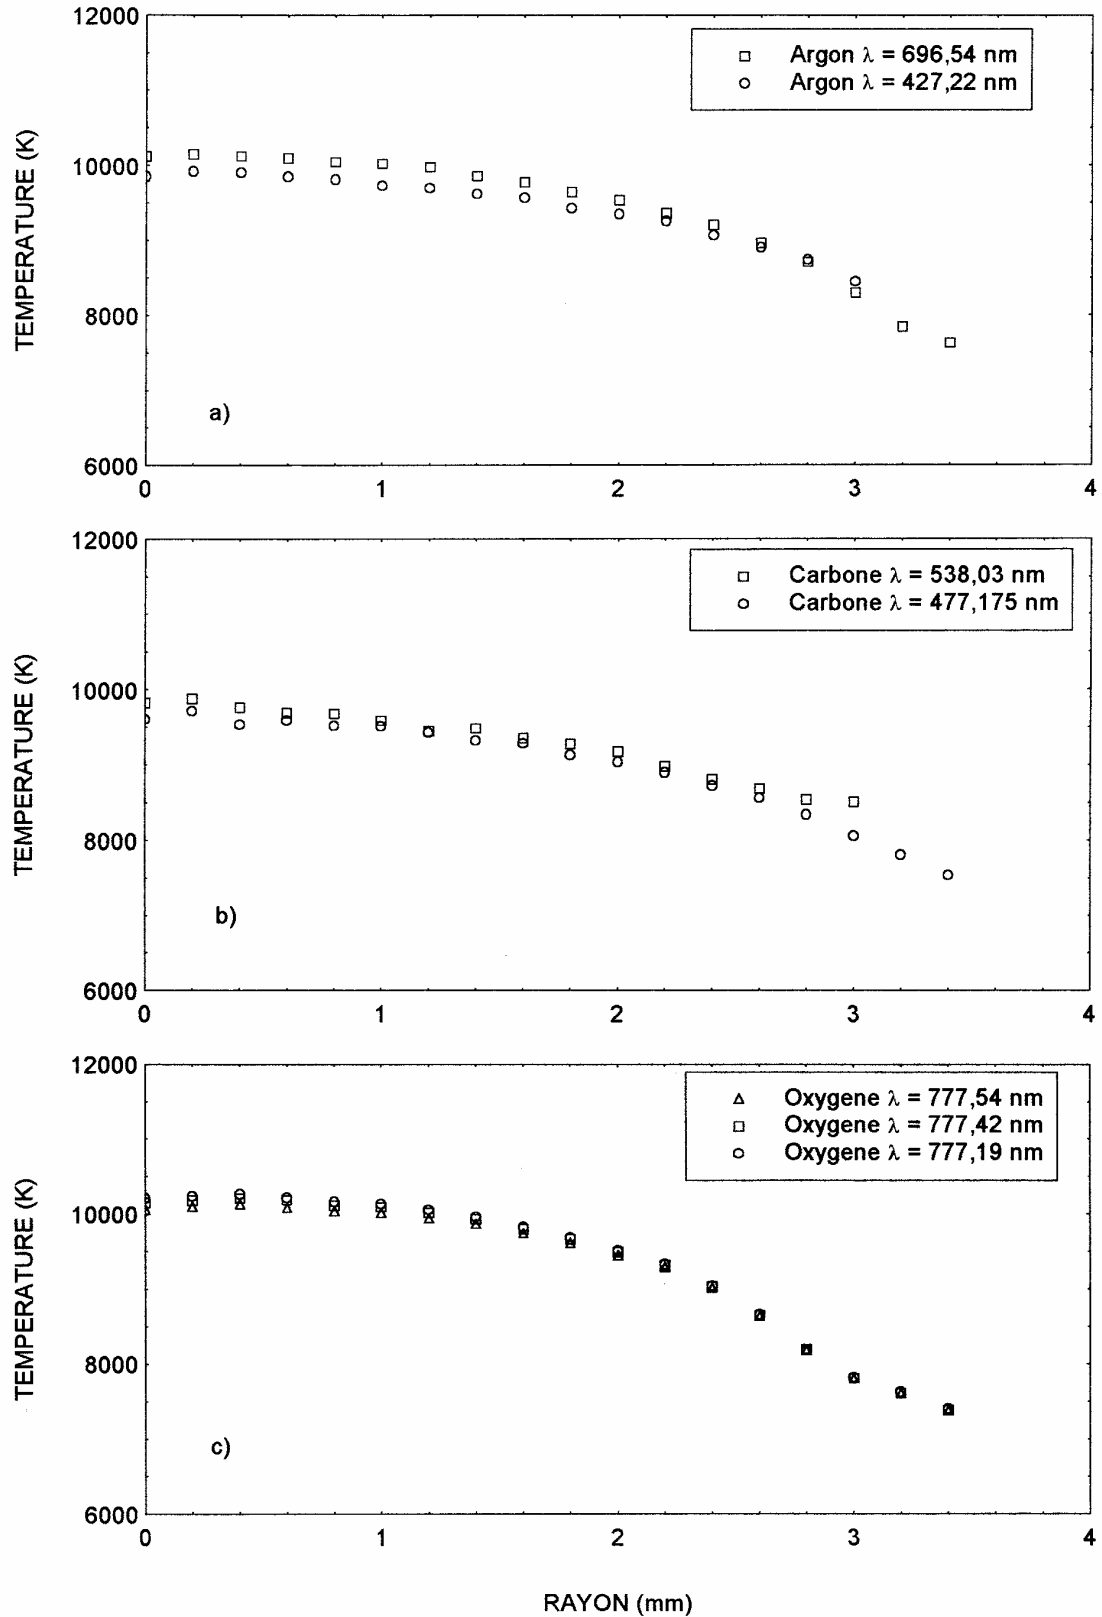 12000
Argon λ = 696,54 nm
Argon λ = 427,22 nm
10000
TEMPERATURE (K)
8000
a)
6000
0 1 2 3 4
12000
Carbone λ = 538,03 nm
Carbone λ = 477,175 nm
10000
TEMPERATURE (K)
8000
b)
6000
0 1 2 3 4
12000
Oxygene λ = 777,54 nm
Oxygene λ = 777,42 nm
Oxygene λ = 777,19 nm
10000
TEMPERATURE (K)
8000
c)
6000
0 1 2 3 4
RAYON (mm)